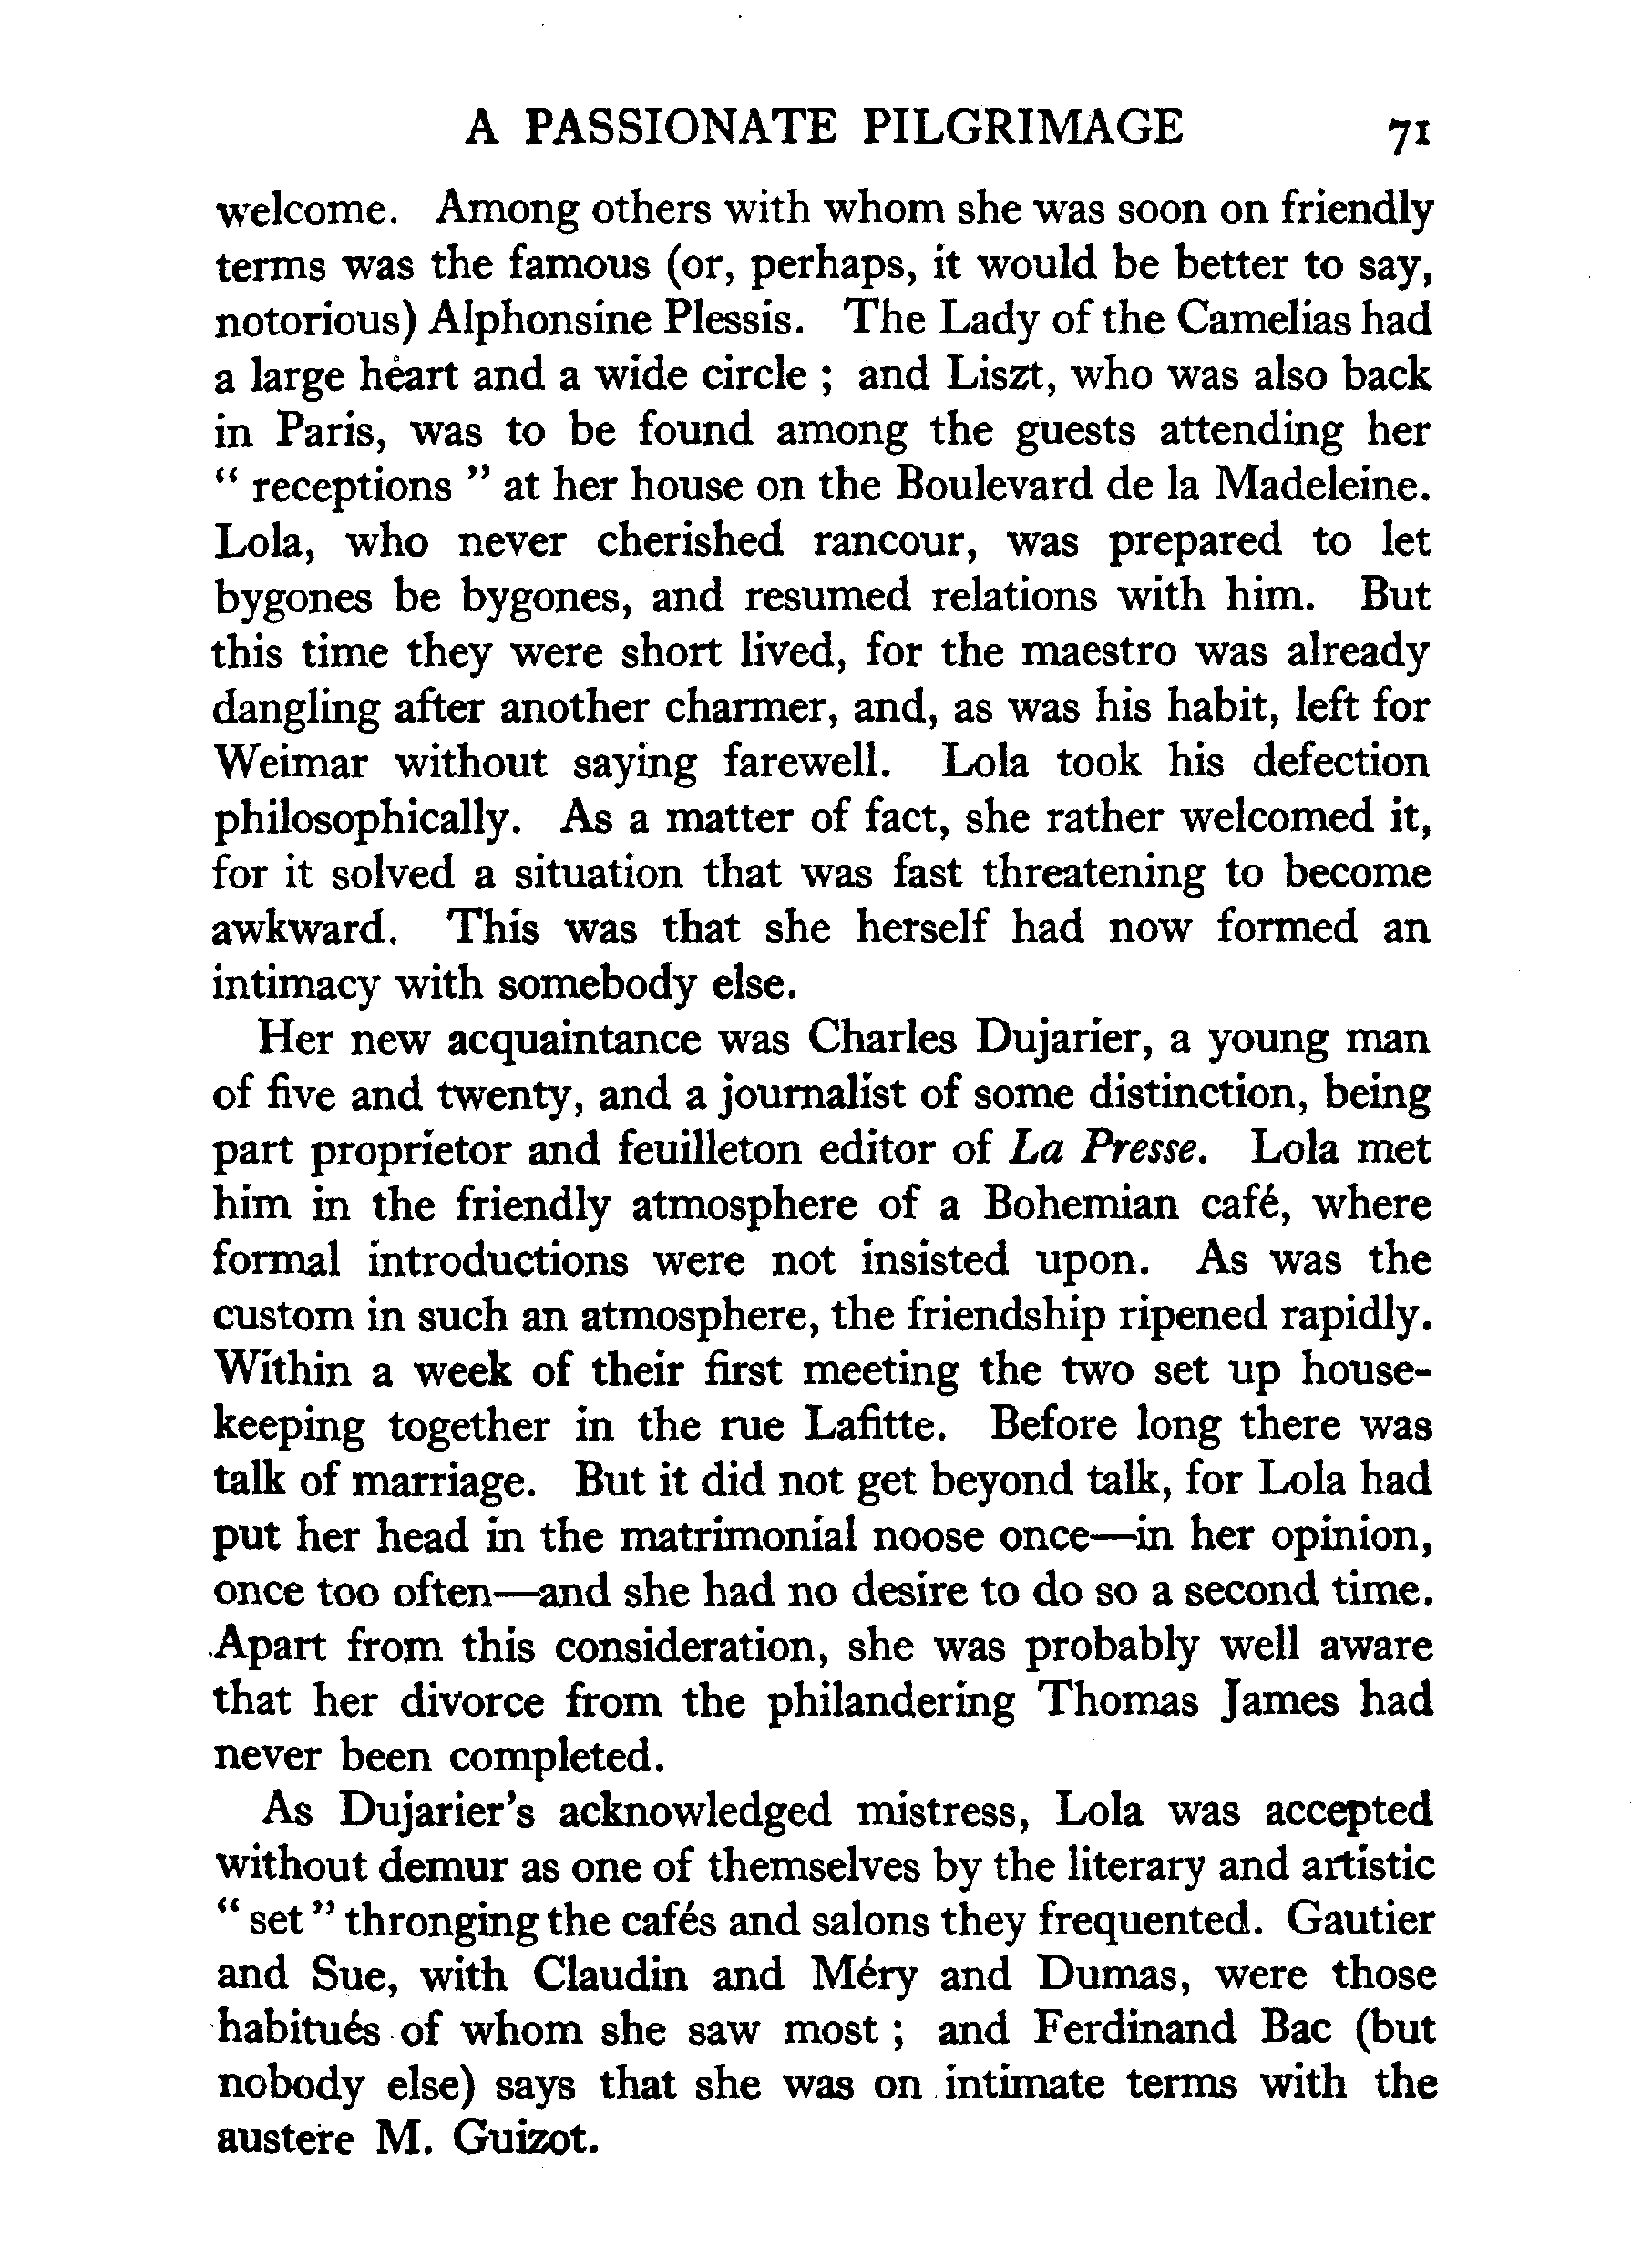 A PASSIONATE PILGRIMAGE 71
welcome. Among others with whom she was soon on friendly
terms was the famous (or, perhaps, it would be better to say,
notorious) Alphonsine Plessis. The Lady of the Camelias had
a large heart and a wide circle ; and Liszt, who was also back
in Paris, was to be found among the guests attending her
“ receptions ” at her house on the Boulevard de la Madeleine.
Lola, who never cherished rancour, was prepared to let
bygones be bygones, and resumed relations with him. But
this time they were short lived, for the maestro was already
dangling after another charmer, and, as was his habit, left for
Weimar without saying farewell. Lola took his defection
philosophically. As a matter of fact, she rather welcomed it,
for it solved a situation that was fast threatening to become
awkward. This was that she herself had now formed an
intimacy with somebody else.
Her new acquaintance was Charles Dujarier, a young man
of five and twenty, and a journalist of some distinction, being
part proprietor and feuilleton editor of La Presse. Lola met
him in the friendly atmosphere of a Bohemian café, where
formal introductions were not insisted upon. As was the
custom in such an atmosphere, the friendship ripened rapidly.
Within a week of their first meeting the two set up house-
keeping together in the rue Lafitte. Before long there was
talk of marriage. But it did not get beyond talk, for Lola had
put her head in the matrimonial noose once—in her opinion,
once too often—and she had no desire to do so a second time.
Apart from this consideration, she was probably well aware
that her divorce from the philandering Thomas James had
never been completed.
As Dujarier's acknowledged mistress, Lola was accepted
without demur as one of themselves by the literary and artistic
“ set ” thronging the cafés and salons they frequented. Gautier
and Sue, with Claudin and Méry and Dumas, were those
habitués of whom she saw most ; and Ferdinand Bac (but
nobody else) says that she was on intimate terms with the
austere M. Guizot.